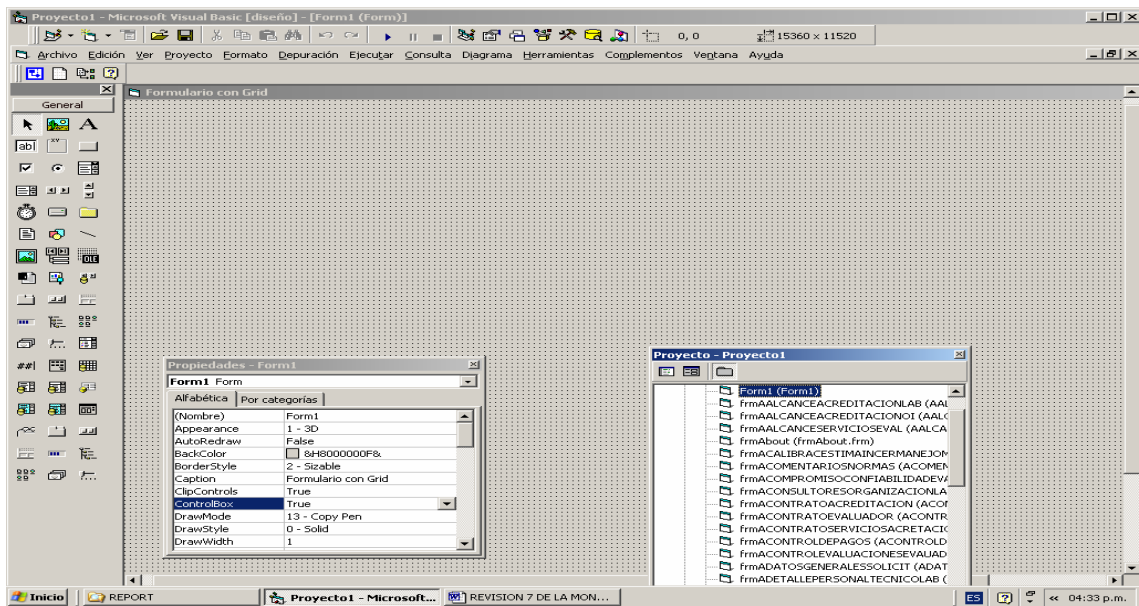 Proyecto1 - Microsoft Visual Basic [diseño] - [Form1 (Form)]
0, 0 15360 x 11520
Archivo Edición Ver Proyecto Formato Depuración Ejecutar Consulta Diagrama Herramientas Complementos Ventana Ayuda
General
Formulario con Grid
A
ab|
xv
OLE
##|
Propiedades - Form1
Form1 Form
Alfabética Por categorías
(Nombre) Form1
Appearance 1 - 3D
AutoRedraw False
BackColor &H8000000F&
BorderStyle 2 - Sizable
Caption Formulario con Grid
ClipControls True
ControlBox True
DrawMode 13 - Copy Pen
DrawStyle 0 - Solid
DrawWidth 1
Proyecto - Proyecto1
Form1 (Form1)
frmAALCANCEACREDITACIONLAB (AAL
frmAALCANCEACREDITACIONOI (AALC
frmAALCANCESERVICIOSEVAL (AALCA
frmAbout (frmAbout.frm)
frmACALIBRACESTIMAINCERMANEJOM
frmACOMENTARIOSNORMAS (ACOMEN
frmACOMPROMISOCONFIABILIDADEVA
frmACONSULTORESORGANIZACIONLA
frmACONTRATOACREDITACION (ACON
frmACONTRATOEVALUADOR (ACONTR
frmACONTRATOSERVICIOSACRETACIO
frmACONTROLDEPAGOS (ACONTROLD
frmACONTROLEVALUACIONESEVAUAD
frmADATOSGENERALESSOLICIT (ADAT
frmADETALLEPERSONALTECNICOLAB (
Inicio REPORT Proyecto1 - Microsoft... REVISION 7 DE LA MON... ES « 04:33 p.m.